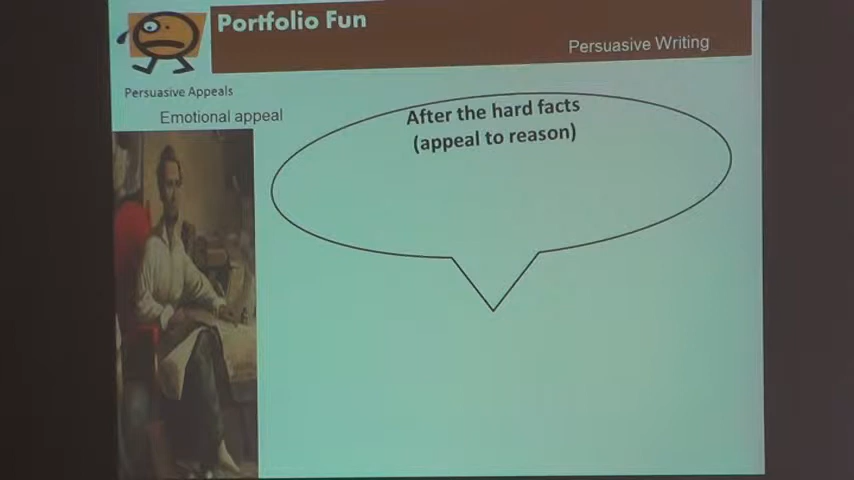 Portfolio Fun
Persuasive Writing
Persuasive Appeals
Emotional appeal
After the hard facts
(appeal to reason)